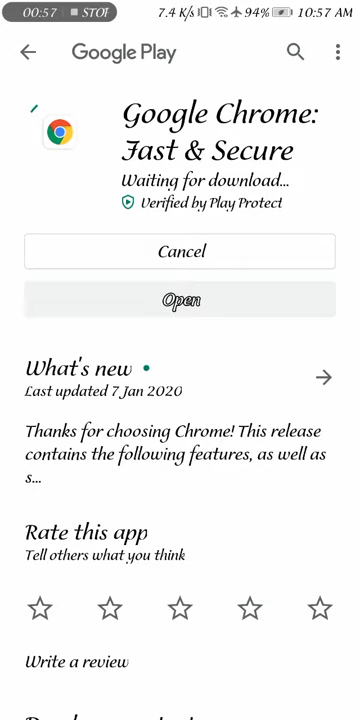 00:57 STOP 7.4 K/s 94% 10:57 AM
Google Play
Google Chrome:
Fast & Secure
Waiting for download...
Verified by Play Protect
Cancel
Open
What's new
Last updated 7 Jan 2020
Thanks for choosing Chrome! This release
contains the following features, as well as
s...
Rate this app
Tell others what you think
Write a review